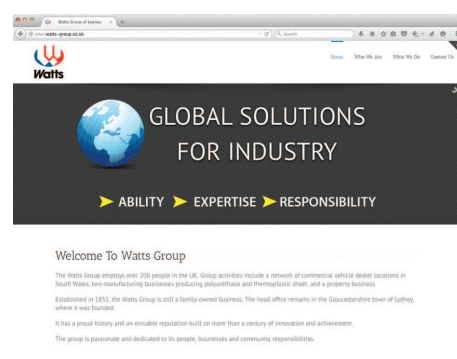 Watts Group of Lydney
www.watts-group.co.uk
Search
Watts
Home Who We Are What We Do Contact Us
GLOBAL SOLUTIONS
FOR INDUSTRY
ABILITY EXPERTISE RESPONSIBILITY
Welcome To Watts Group
The Watts Group employs over 200 people in the UK. Group activities include a network of commercial vehicle dealer locations in
South Wales, two manufacturing businesses producing polyurethane and thermoplastic sheet, and a property business.
Established in 1851, the Watts Group is still a family-owned business. The head office remains in the Gloucestershire town of Lydney,
where it was founded.
It has a proud history and an enviable reputation built on more than a century of innovation and achievement.
The group is passionate and dedicated to its people, businesses and community responsibilities.